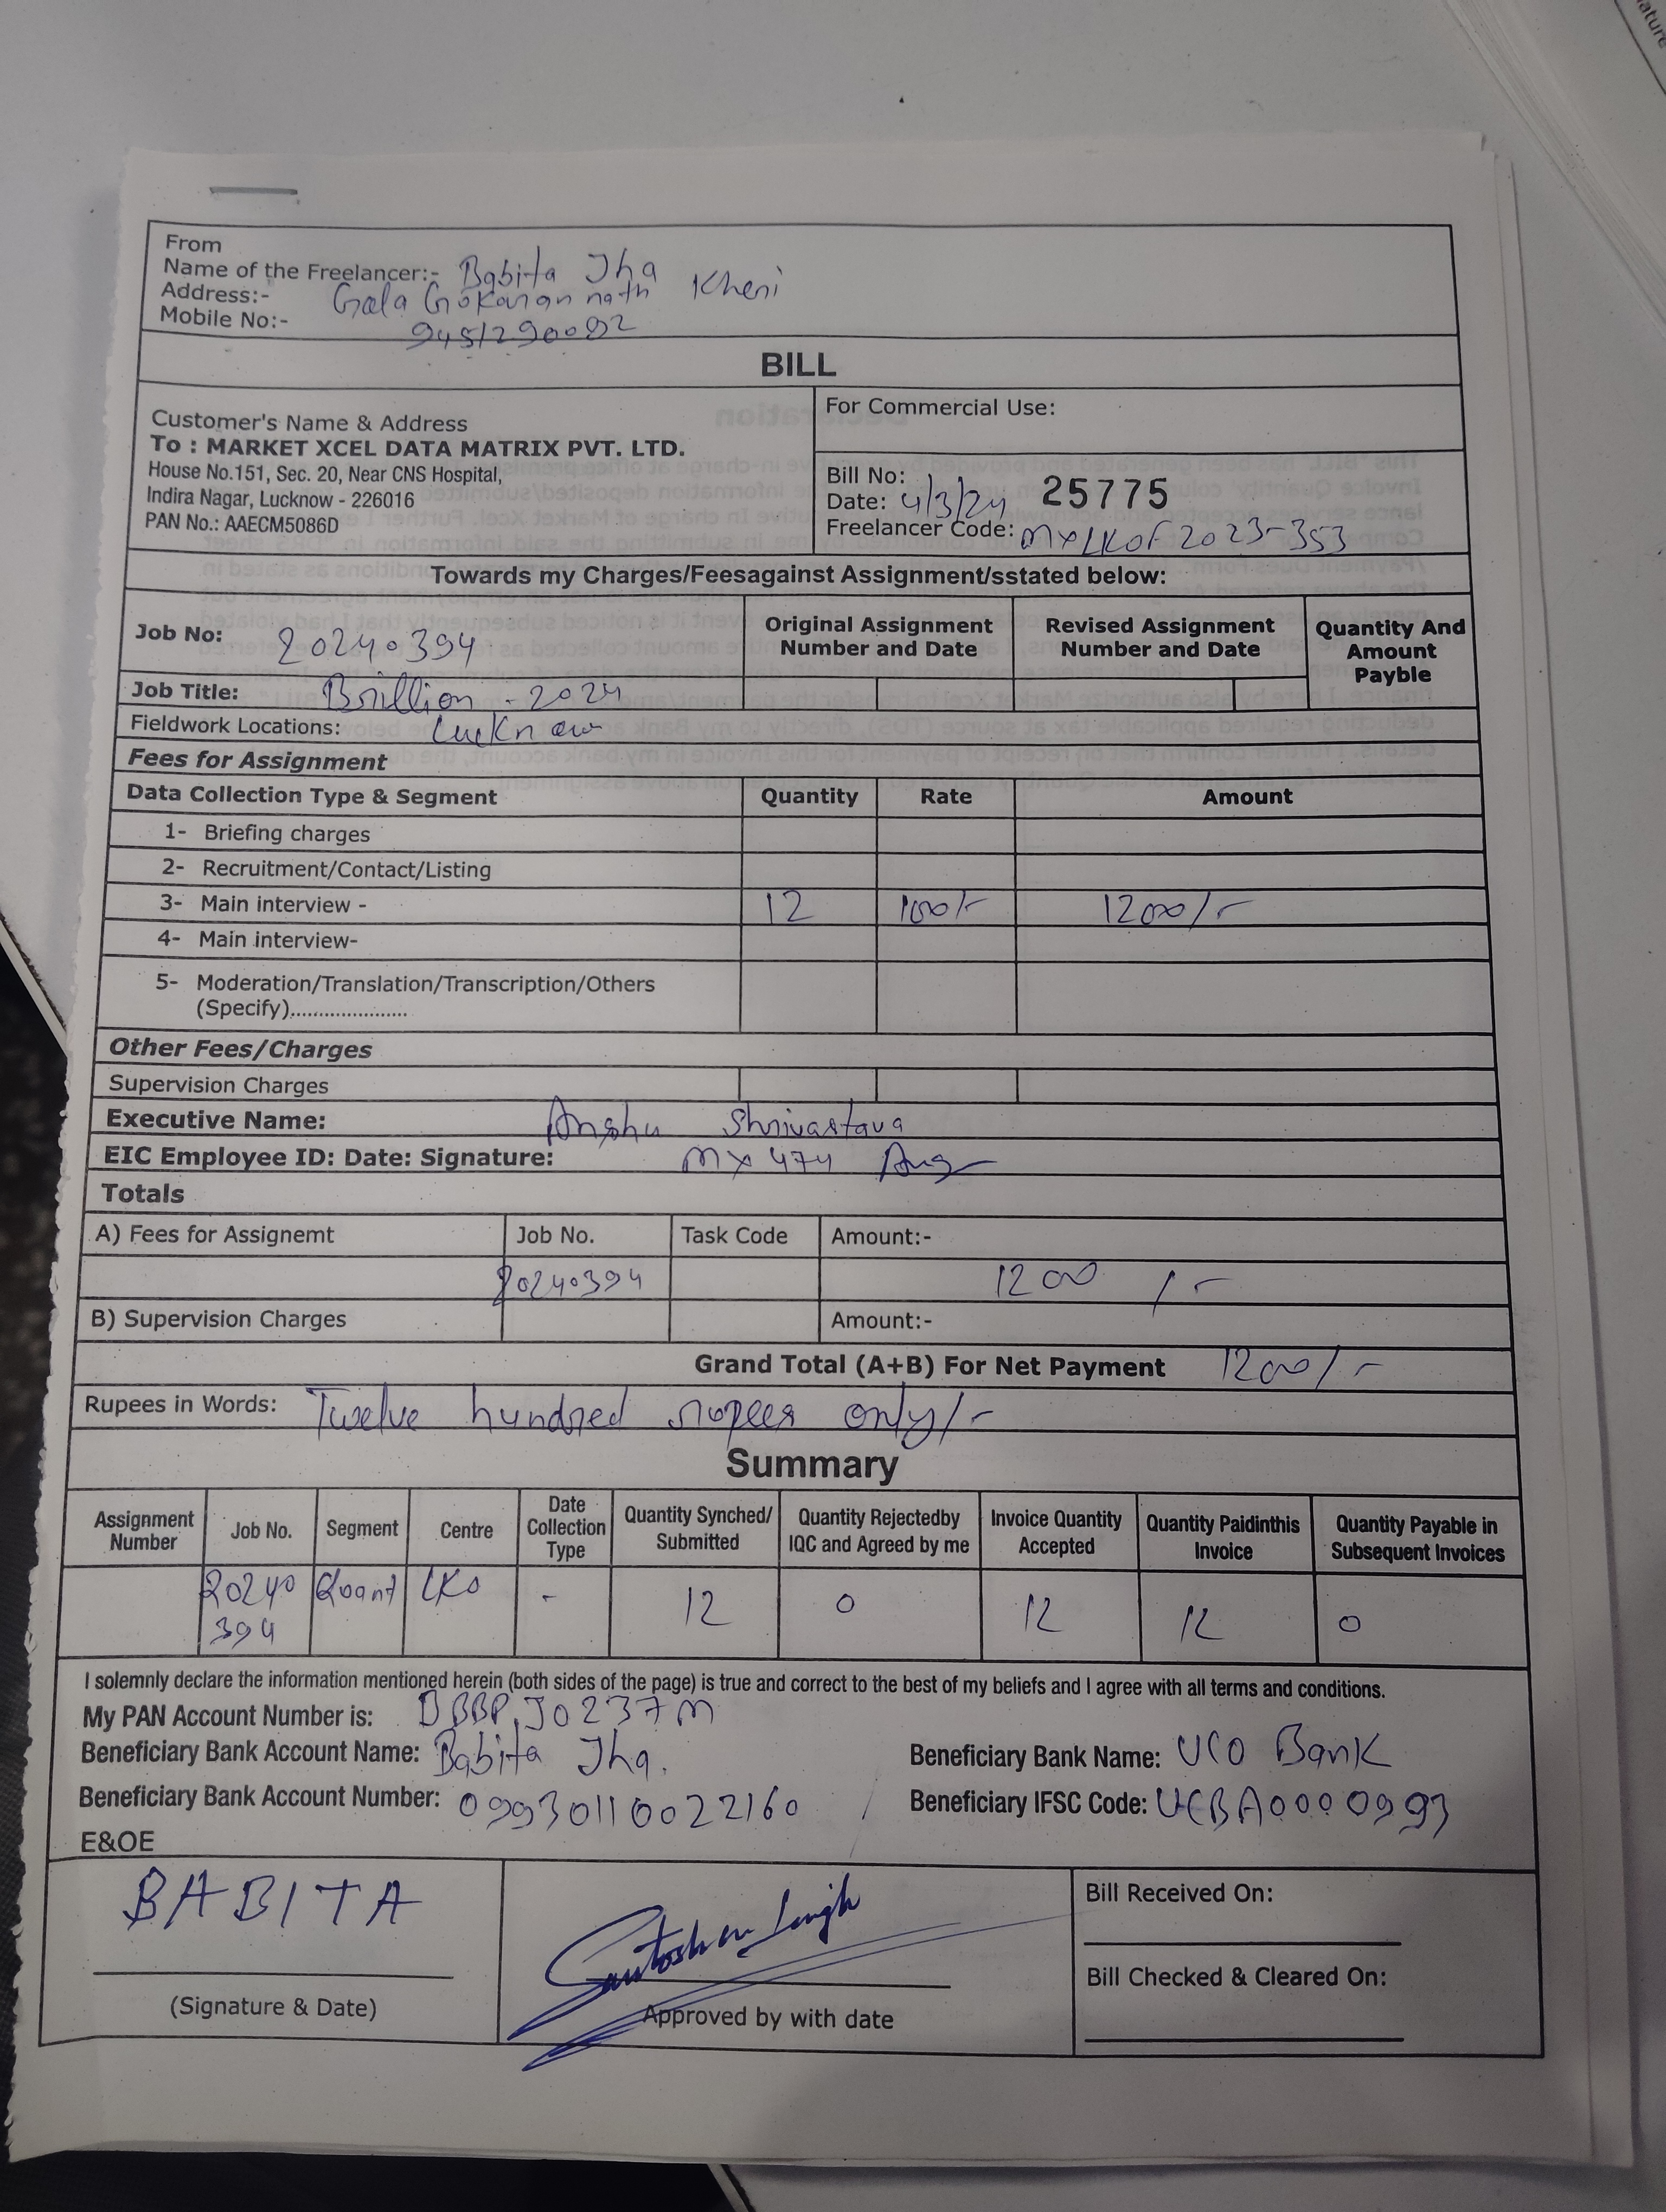 From
Name of the Freelancer:- Babita Jha
Address:- Gola Gokaran nath Kheri
Mobile No:- 9451290092
BILL
Customer's Name & Address
To : MARKET XCEL DATA MATRIX PVT. LTD.
House No.151, Sec. 20, Near CNS Hospital,
Indira Nagar, Lucknow - 226016
PAN No.: AAECM5086D
For Commercial Use:
Bill No: 25775
Date: 4/3/24
Freelancer Code: MXLKOF2023-353
Towards my Charges/Feesagainst Assignment/sstated below:
Job No: 20240394
Original Assignment Number and Date
Revised Assignment Number and Date
Quantity And Amount Payble
Job Title: Brillion - 2024
Fieldwork Locations: Lucknow
Fees for Assignment
Data Collection Type & Segment Quantity Rate Amount
1- Briefing charges
2- Recruitment/Contact/Listing
3- Main interview - 12 100/- 1200/-
4- Main interview-
5- Moderation/Translation/Transcription/Others
(Specify).....................
Other Fees/Charges
Supervision Charges
Executive Name: Anshu Shrivastava
EIC Employee ID: Date: Signature: MX474
Totals
A) Fees for Assignemt Job No. Task Code Amount:-
20240394 1200 /-
B) Supervision Charges Amount:-
Grand Total (A+B) For Net Payment 1200/-
Rupees in Words: Twelve hundred rupees only/-
Summary
Assignment Number Job No. Segment Centre Date Collection Type Quantity Synched/ Submitted Quantity Rejectedby IQC and Agreed by me Invoice Quantity Accepted Quantity Paidinthis Invoice Quantity Payable in Subsequent Invoices
20240 Quant LKO - 12 0 12 12 0
394
I solemnly declare the information mentioned herein (both sides of the page) is true and correct to the best of my beliefs and I agree with all terms and conditions.
My PAN Account Number is: DBBPJ0237M
Beneficiary Bank Account Name: Babita Jha. Beneficiary Bank Name: UCO Bank
Beneficiary Bank Account Number: 09930110022160 Beneficiary IFSC Code: UCBA0000993
E&OE
BABITA
(Signature & Date)
Santosh Singh
Approved by with date
Bill Received On:
Bill Checked & Cleared On: